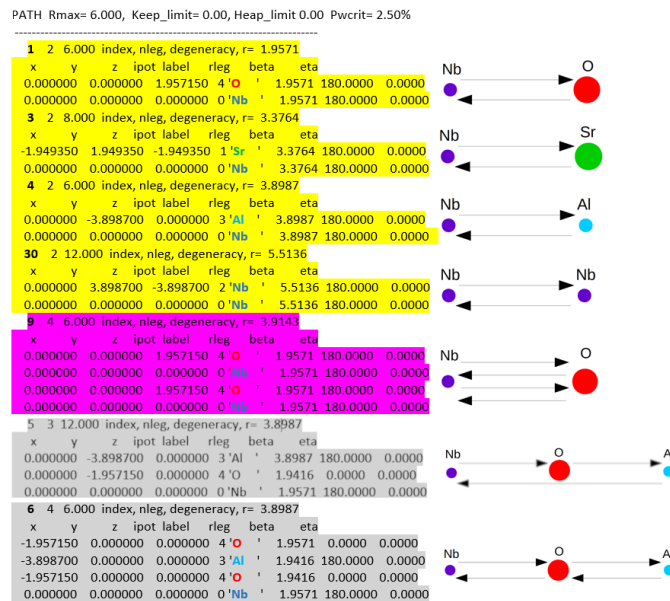 PATH Rmax= 6.000, Keep_limit= 0.00, Heap_limit 0.00 Pwcrit= 2.50%
--------------------------------------------------------------------------
1 2 6.000 index, nleg, degeneracy, r= 1.9571
x y z ipot label rleg beta eta
0.000000 0.000000 1.957150 4 'O ' 1.9571 180.0000 0.0000
0.000000 0.000000 0.000000 0 'Nb ' 1.9571 180.0000 0.0000
Nb O
3 2 8.000 index, nleg, degeneracy, r= 3.3764
x y z ipot label rleg beta eta
-1.949350 1.949350 -1.949350 1 'Sr ' 3.3764 180.0000 0.0000
0.000000 0.000000 0.000000 0 'Nb ' 3.3764 180.0000 0.0000
Nb Sr
4 2 6.000 index, nleg, degeneracy, r= 3.8987
x y z ipot label rleg beta eta
0.000000 -3.898700 0.000000 3 'Al ' 3.8987 180.0000 0.0000
0.000000 0.000000 0.000000 0 'Nb ' 3.8987 180.0000 0.0000
Nb Al
30 2 12.000 index, nleg, degeneracy, r= 5.5136
x y z ipot label rleg beta eta
0.000000 3.898700 -3.898700 2 'Nb ' 5.5136 180.0000 0.0000
0.000000 0.000000 0.000000 0 'Nb ' 5.5136 180.0000 0.0000
Nb Nb
9 4 6.000 index, nleg, degeneracy, r= 3.9143
x y z ipot label rleg beta eta
0.000000 0.000000 1.957150 4 'O ' 1.9571 180.0000 0.0000
0.000000 0.000000 0.000000 0 'Nb ' 1.9571 180.0000 0.0000
0.000000 0.000000 1.957150 4 'O ' 1.9571 180.0000 0.0000
0.000000 0.000000 0.000000 0 'Nb ' 1.9571 180.0000 0.0000
Nb O
5 3 12.000 index, nleg, degeneracy, r= 3.8987
x y z ipot label rleg beta eta
0.000000 -3.898700 0.000000 3 'Al ' 3.8987 180.0000 0.0000
0.000000 -1.957150 0.000000 4 'O ' 1.9416 0.0000 0.0000
0.000000 0.000000 0.000000 0 'Nb ' 1.9571 180.0000 0.0000
Nb O A
6 4 6.000 index, nleg, degeneracy, r= 3.8987
x y z ipot label rleg beta eta
-1.957150 0.000000 0.000000 4 'O ' 1.9571 0.0000 0.0000
-3.898700 0.000000 0.000000 3 'Al ' 1.9416 180.0000 0.0000
-1.957150 0.000000 0.000000 4 'O ' 1.9416 0.0000 0.0000
0.000000 0.000000 0.000000 0 'Nb ' 1.9571 180.0000 0.0000
Nb O A